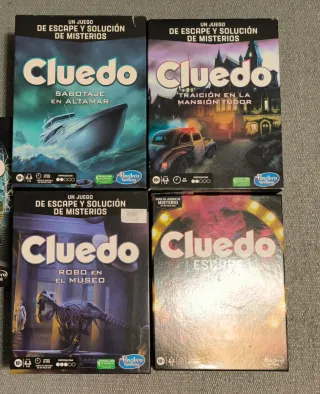 UN JUEGO
DE ESCAPE Y SOLUCIÓN
DE MISTERIOS
Cluedo
SABOTAJE
EN ALTAMAR
Hasbro
UN JUEGO
DE ESCAPE Y SOLUCIÓN
DE MISTERIOS
Cluedo
TRAICIÓN EN LA
MANSIÓN TUDOR
Hasbro
UN JUEGO
DE ESCAPE Y SOLUCIÓN
DE MISTERIOS
Cluedo
ROBO EN
EL MUSEO
Hasbro
Cluedo
ESCAPE
Hasbro